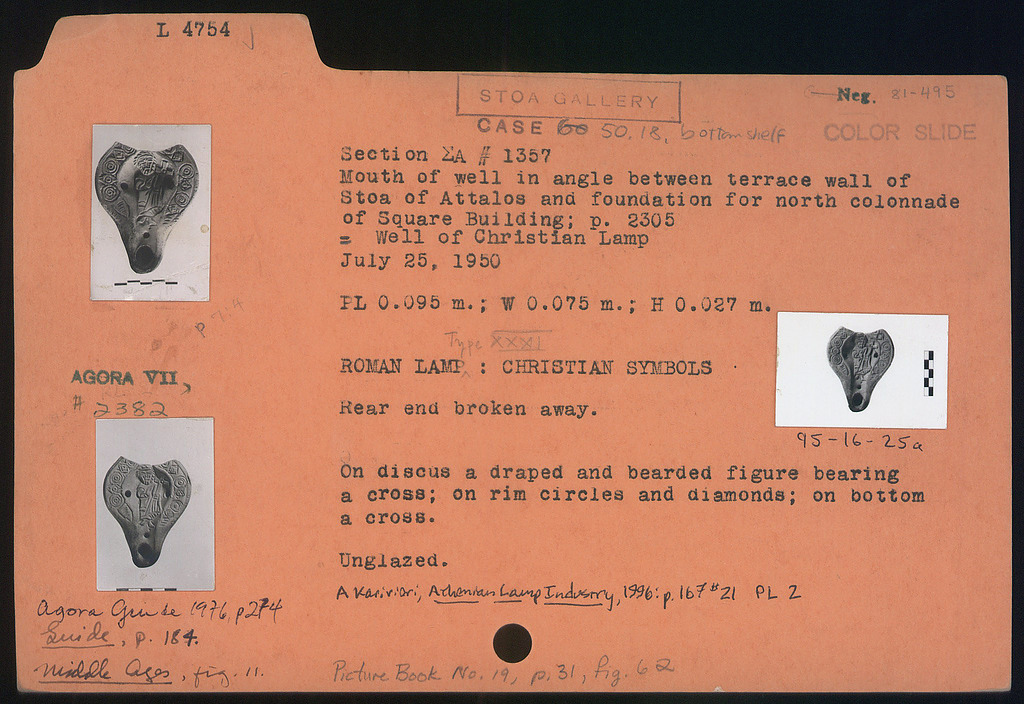 L 4754
STOA GALLERY
Neg. 81-495
CASE 60 50.18, bottom shelf
COLOR SLIDE
Section ΣΑ # 1357
Mouth of well in angle between terrace wall of
Stoa of Attalos and foundation for north colonnade
of Square Building; p. 2305
= Well of Christian Lamp
July 25, 1950
PL 0.095 m.; W 0.075 m.; H 0.027 m.
Type XXXI
ROMAN LAMP : CHRISTIAN SYMBOLS
AGORA VII,
# 2382
Rear end broken away.
95-16-25a
On discus a draped and bearded figure bearing
a cross; on rim circles and diamonds; on bottom
a cross.
Unglazed.
A Karivieri, Athenian Lamp Industry, 1996: p. 167 #21 PL 2
Agora Guide 1976, p 274
Guide, p. 184.
Middle Ages, fig. 11.
Picture Book No. 19, p. 31, fig. 62